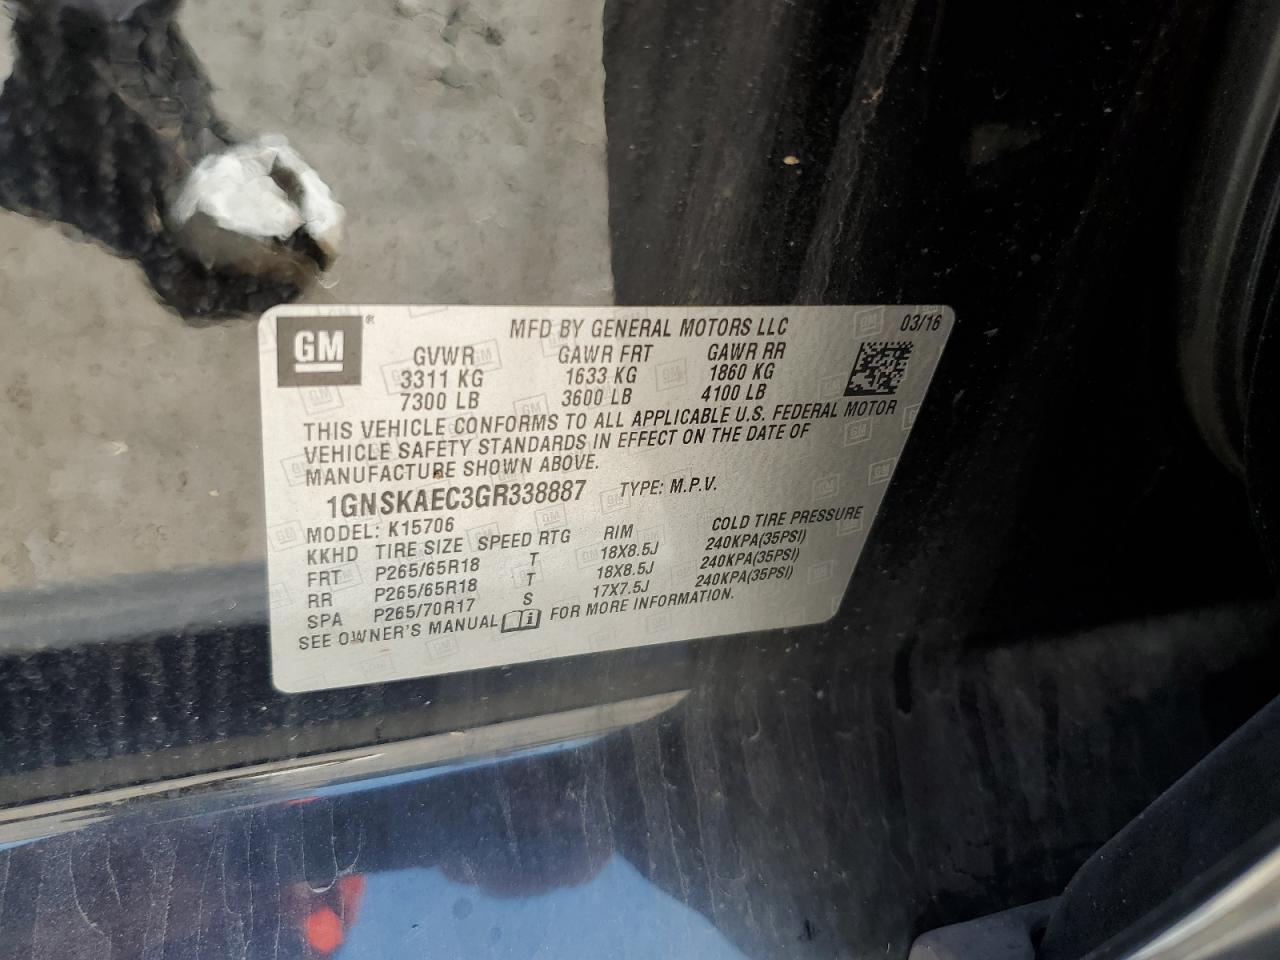 GM®
MFD BY GENERAL MOTORS LLC 03/16
GVWR GAWR FRT GAWR RR
3311 KG 1633 KG 1860 KG
7300 LB 3600 LB 4100 LB
THIS VEHICLE CONFORMS TO ALL APPLICABLE U.S. FEDERAL MOTOR
VEHICLE SAFETY STANDARDS IN EFFECT ON THE DATE OF
MANUFACTURE SHOWN ABOVE.
1GNSKAEC3GR338887 TYPE: M.P.V.
MODEL: K15706
KKHD TIRE SIZE SPEED RTG RIM COLD TIRE PRESSURE
FRT P265/65R18 T 18X8.5J 240KPA(35PSI)
RR P265/65R18 T 18X8.5J 240KPA(35PSI)
SPA P265/70R17 S 17X7.5J 240KPA(35PSI)
SEE OWNER'S MANUAL i FOR MORE INFORMATION.